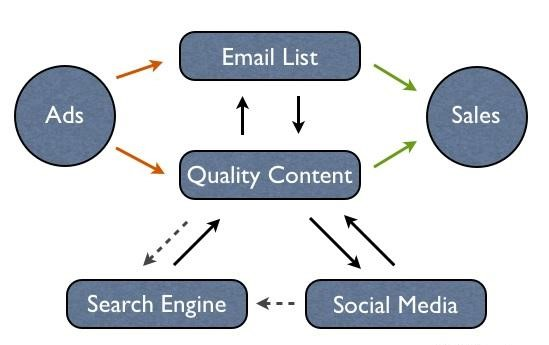 Email List
Ads
Sales
Quality Content
Search Engine
Social Media